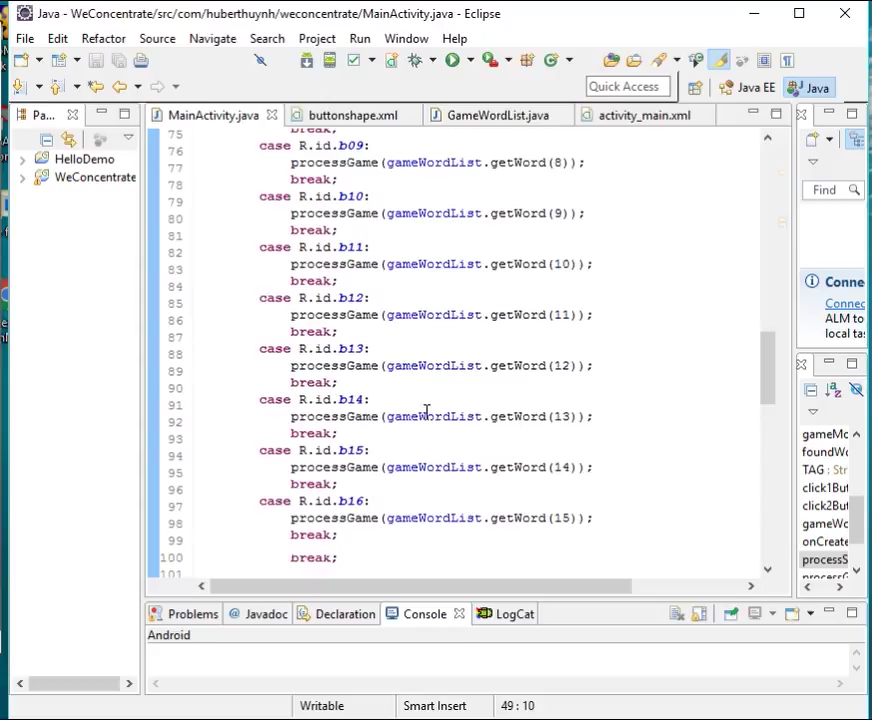 Java - WeConcentrate/src/com/huberthuynh/weconcentrate/MainActivity.java - Eclipse
File Edit Refactor Source Navigate Search Project Run Window Help
Quick Access
Java EE
Java
Pa...
MainActivity.java
buttonshape.xml
GameWordList.java
activity_main.xml
HelloDemo
WeConcentrate
75 break;
76 case R.id.b09:
77 processGame(gameWordList.getWord(8));
78 break;
79 case R.id.b10:
80 processGame(gameWordList.getWord(9));
81 break;
82 case R.id.b11:
83 processGame(gameWordList.getWord(10));
84 break;
85 case R.id.b12:
86 processGame(gameWordList.getWord(11));
87 break;
88 case R.id.b13:
89 processGame(gameWordList.getWord(12));
90 break;
91 case R.id.b14:
92 processGame(gameWordList.getWord(13));
93 break;
94 case R.id.b15:
95 processGame(gameWordList.getWord(14));
96 break;
97 case R.id.b16:
98 processGame(gameWordList.getWord(15));
99 break;
100 break;
101
Find
Conne
Connec
ALM to
local ta
gameMo
foundWo
TAG : Str
click1But
click2But
gameWo
onCreate
processS
Problems
@ Javadoc
Declaration
Console
LogCat
Android
Writable
Smart Insert
49 : 10